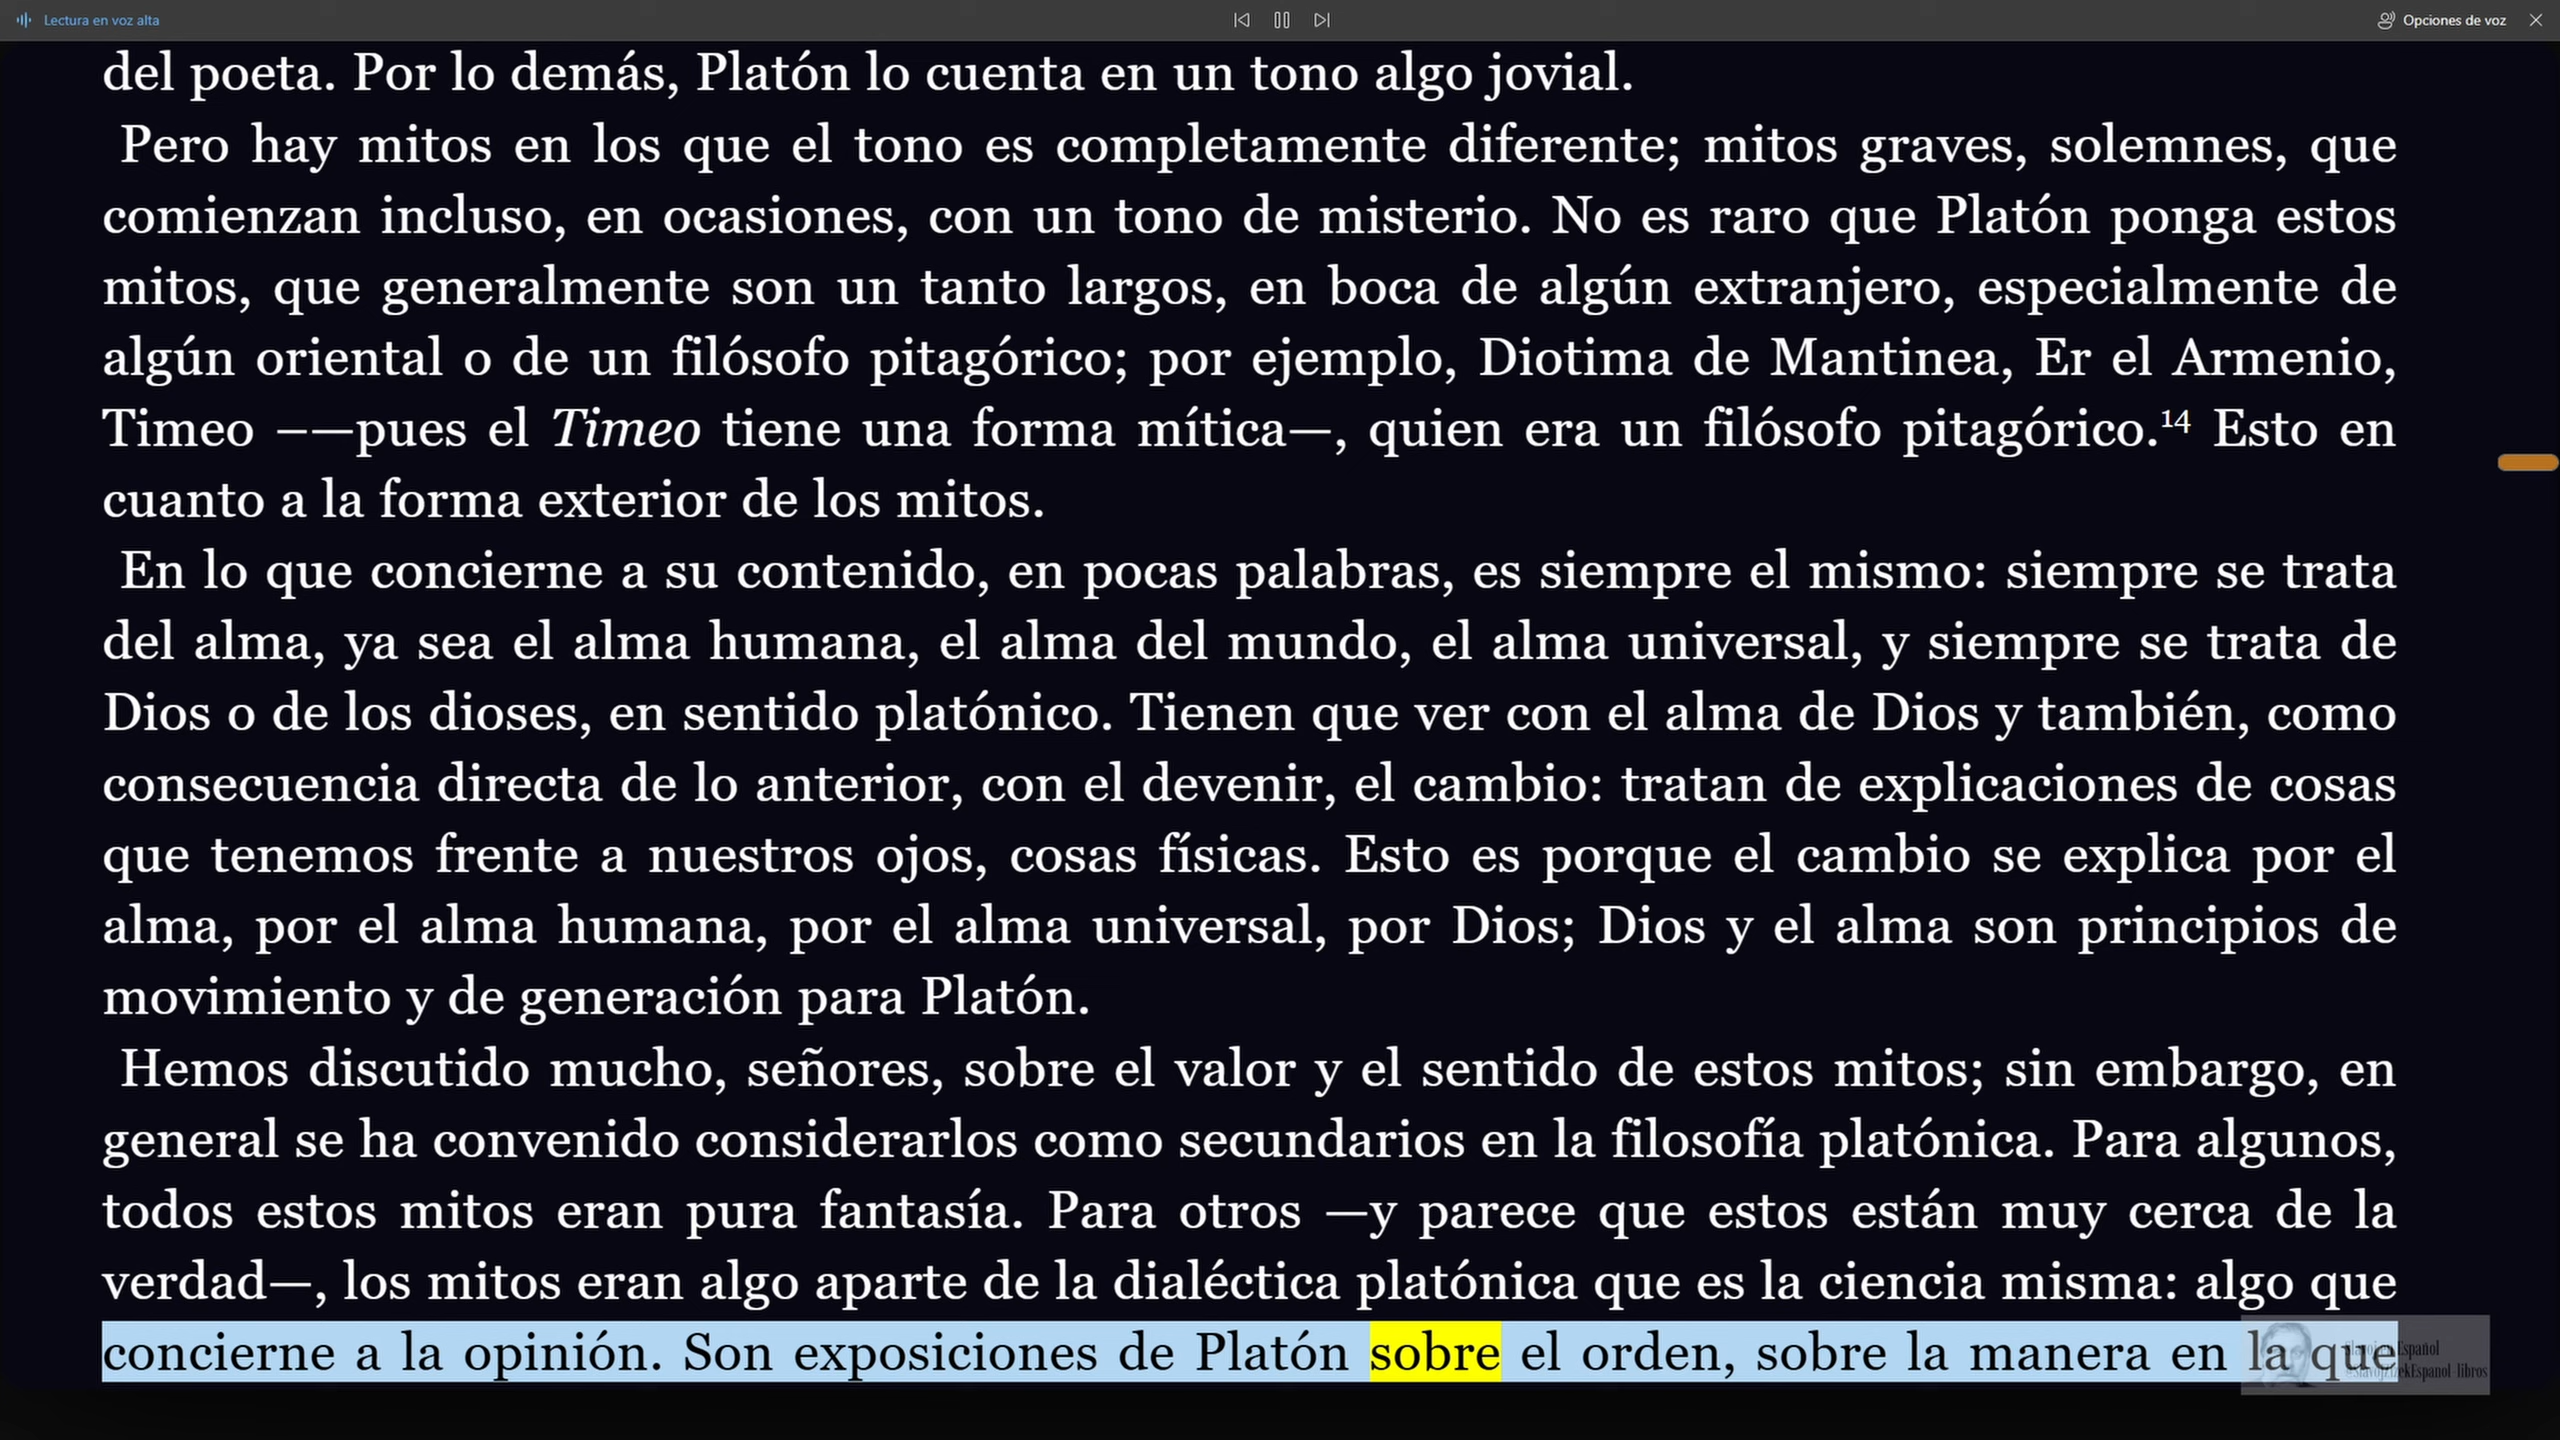 Lectura en voz alta
Opciones de voz
del poeta. Por lo demás, Platón lo cuenta en un tono algo jovial.
Pero hay mitos en los que el tono es completamente diferente; mitos graves, solemnes, que
comienzan incluso, en ocasiones, con un tono de misterio. No es raro que Platón ponga estos
mitos, que generalmente son un tanto largos, en boca de algún extranjero, especialmente de
algún oriental o de un filósofo pitagórico; por ejemplo, Diotima de Mantinea, Er el Armenio,
Timeo –—pues el Timeo tiene una forma mítica—, quien era un filósofo pitagórico.¹⁴ Esto en
cuanto a la forma exterior de los mitos.
En lo que concierne a su contenido, en pocas palabras, es siempre el mismo: siempre se trata
del alma, ya sea el alma humana, el alma del mundo, el alma universal, y siempre se trata de
Dios o de los dioses, en sentido platónico. Tienen que ver con el alma de Dios y también, como
consecuencia directa de lo anterior, con el devenir, el cambio: tratan de explicaciones de cosas
que tenemos frente a nuestros ojos, cosas físicas. Esto es porque el cambio se explica por el
alma, por el alma humana, por el alma universal, por Dios; Dios y el alma son principios de
movimiento y de generación para Platón.
Hemos discutido mucho, señores, sobre el valor y el sentido de estos mitos; sin embargo, en
general se ha convenido considerarlos como secundarios en la filosofía platónica. Para algunos,
todos estos mitos eran pura fantasía. Para otros —y parece que estos están muy cerca de la
verdad—, los mitos eran algo aparte de la dialéctica platónica que es la ciencia misma: algo que
concierne a la opinión. Son exposiciones de Platón sobre el orden, sobre la manera en la que
Español